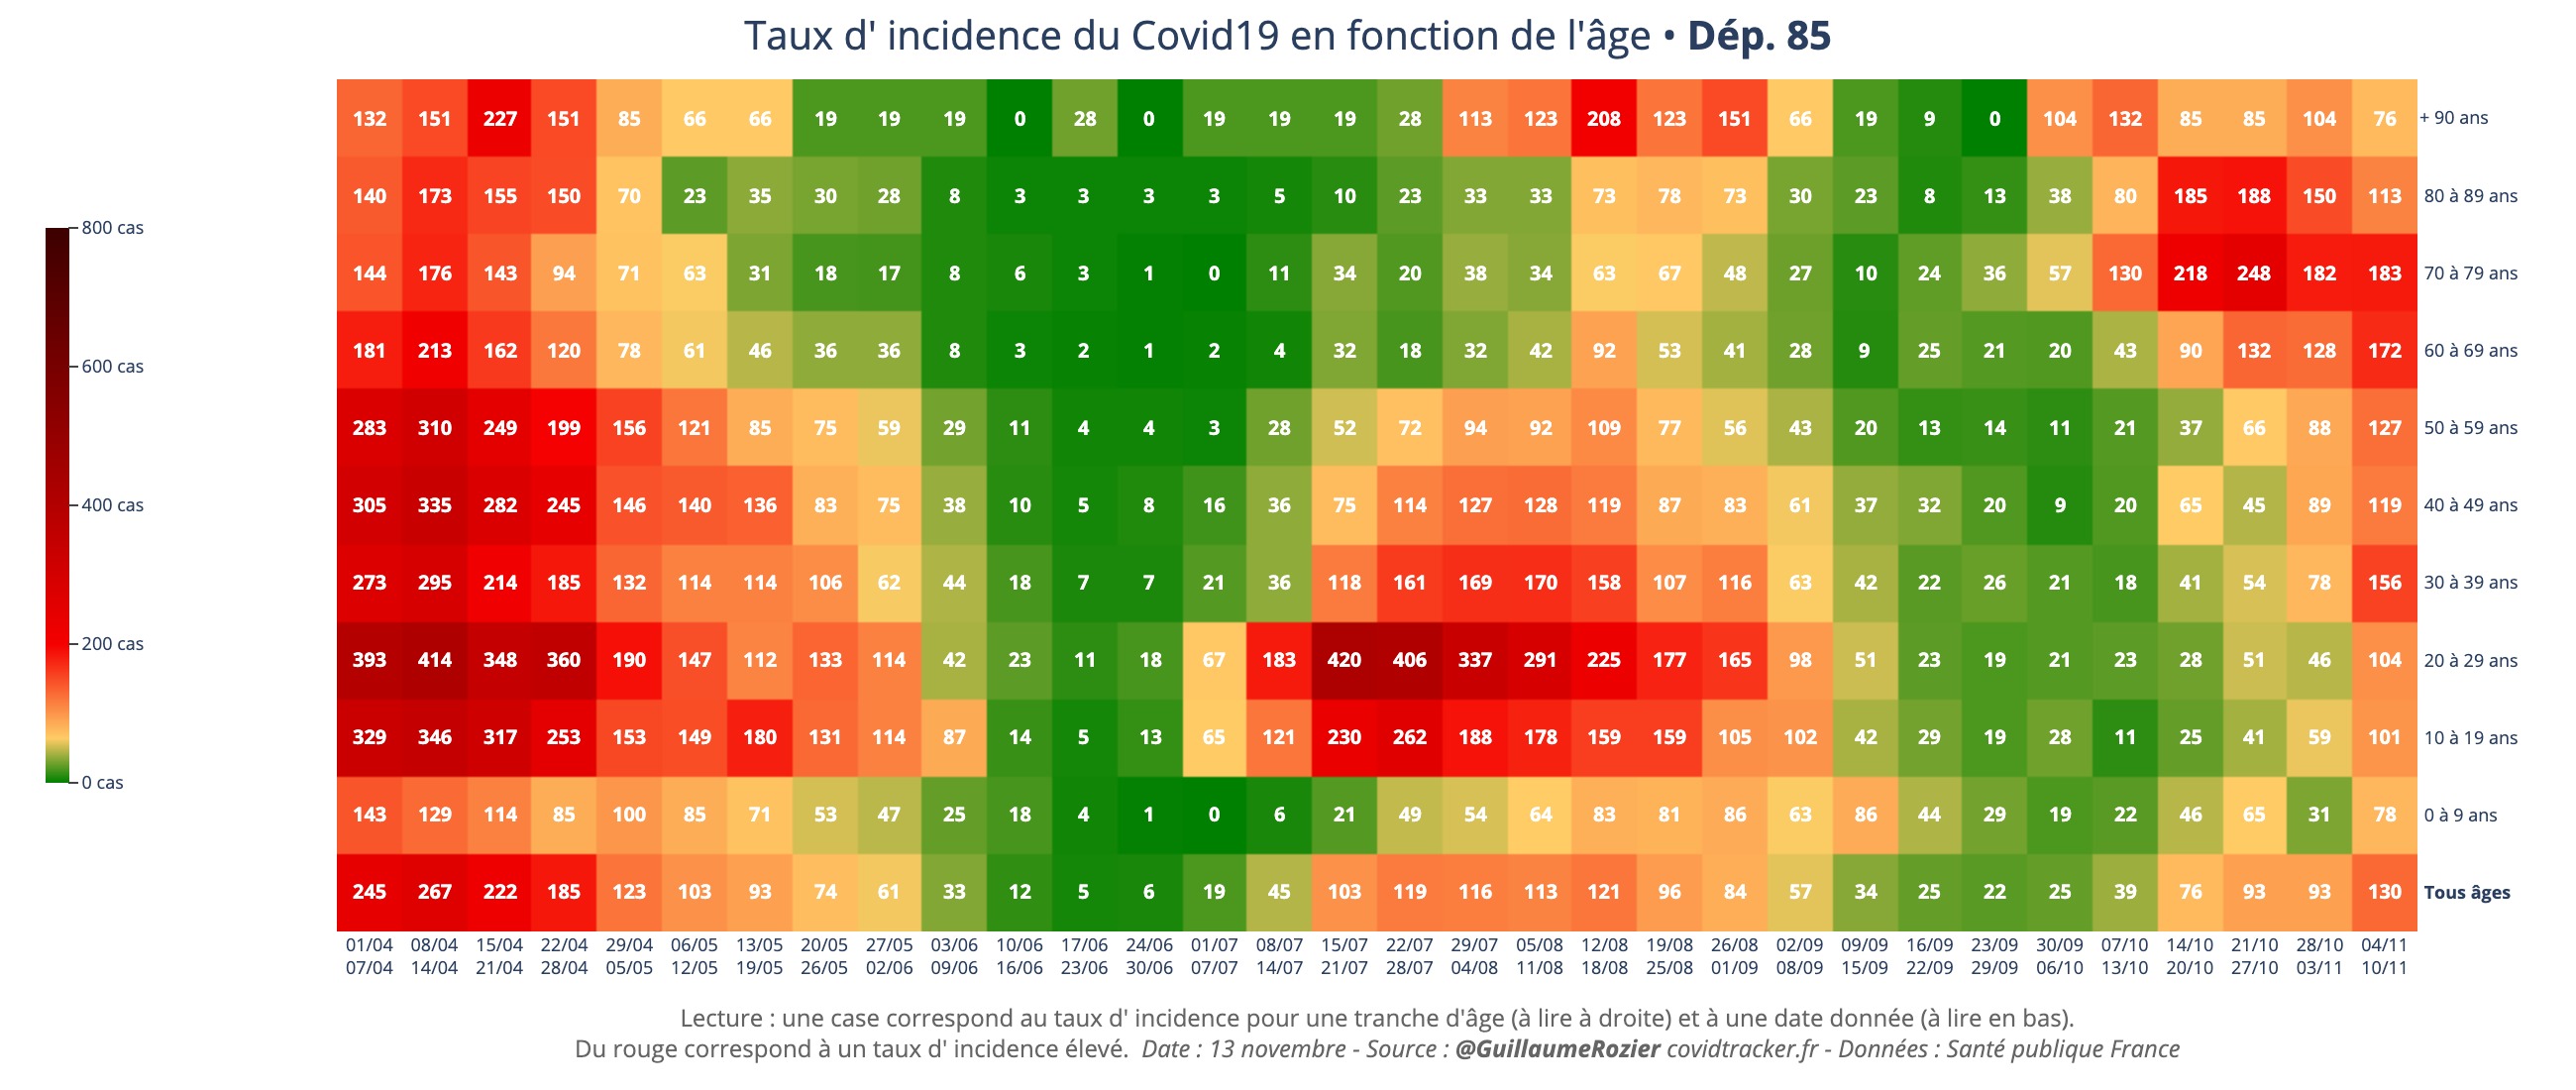 Taux d' incidence du Covid19 en fonction de l'âge • Dép. 85
132 151 227 151 85 66 66 19 19 19 0 28 0 19 19 19 28 113 123 208 123 151 66 19 9 0 104 132 85 85 104 76 + 90 ans
140 173 155 150 70 23 35 30 28 8 3 3 3 3 5 10 23 33 33 73 78 73 30 23 8 13 38 80 185 188 150 113 80 à 89 ans
800 cas
144 176 143 94 71 63 31 18 17 8 6 3 1 0 11 34 20 38 34 63 67 48 27 10 24 36 57 130 218 248 182 183 70 à 79 ans
181 213 162 120 78 61 46 36 36 8 3 2 1 2 4 32 18 32 42 92 53 41 28 9 25 21 20 43 90 132 128 172 60 à 69 ans
600 cas
283 310 249 199 156 121 85 75 59 29 11 4 4 3 28 52 72 94 92 109 77 56 43 20 13 14 11 21 37 66 88 127 50 à 59 ans
400 cas
305 335 282 245 146 140 136 83 75 38 10 5 8 16 36 75 114 127 128 119 87 83 61 37 32 20 9 20 65 45 89 119 40 à 49 ans
273 295 214 185 132 114 114 106 62 44 18 7 7 21 36 118 161 169 170 158 107 116 63 42 22 26 21 18 41 54 78 156 30 à 39 ans
200 cas
393 414 348 360 190 147 112 133 114 42 23 11 18 67 183 420 406 337 291 225 177 165 98 51 23 19 21 23 28 51 46 104 20 à 29 ans
329 346 317 253 153 149 180 131 114 87 14 5 13 65 121 230 262 188 178 159 159 105 102 42 29 19 28 11 25 41 59 101 10 à 19 ans
0 cas
143 129 114 85 100 85 71 53 47 25 18 4 1 0 6 21 49 54 64 83 81 86 63 86 44 29 19 22 46 65 31 78 0 à 9 ans
245 267 222 185 123 103 93 74 61 33 12 5 6 19 45 103 119 116 113 121 96 84 57 34 25 22 25 39 76 93 93 130 Tous âges
01/04 08/04 15/04 22/04 29/04 06/05 13/05 20/05 27/05 03/06 10/06 17/06 24/06 01/07 08/07 15/07 22/07 29/07 05/08 12/08 19/08 26/08 02/09 09/09 16/09 23/09 30/09 07/10 14/10 21/10 28/10 04/11
07/04 14/04 21/04 28/04 05/05 12/05 19/05 26/05 02/06 09/06 16/06 23/06 30/06 07/07 14/07 21/07 28/07 04/08 11/08 18/08 25/08 01/09 08/09 15/09 22/09 29/09 06/10 13/10 20/10 27/10 03/11 10/11
Lecture : une case correspond au taux d' incidence pour une tranche d'âge (à lire à droite) et à une date donnée (à lire en bas).
Du rouge correspond à un taux d' incidence élevé. Date : 13 novembre - Source : @GuillaumeRozier covidtracker.fr - Données : Santé publique France